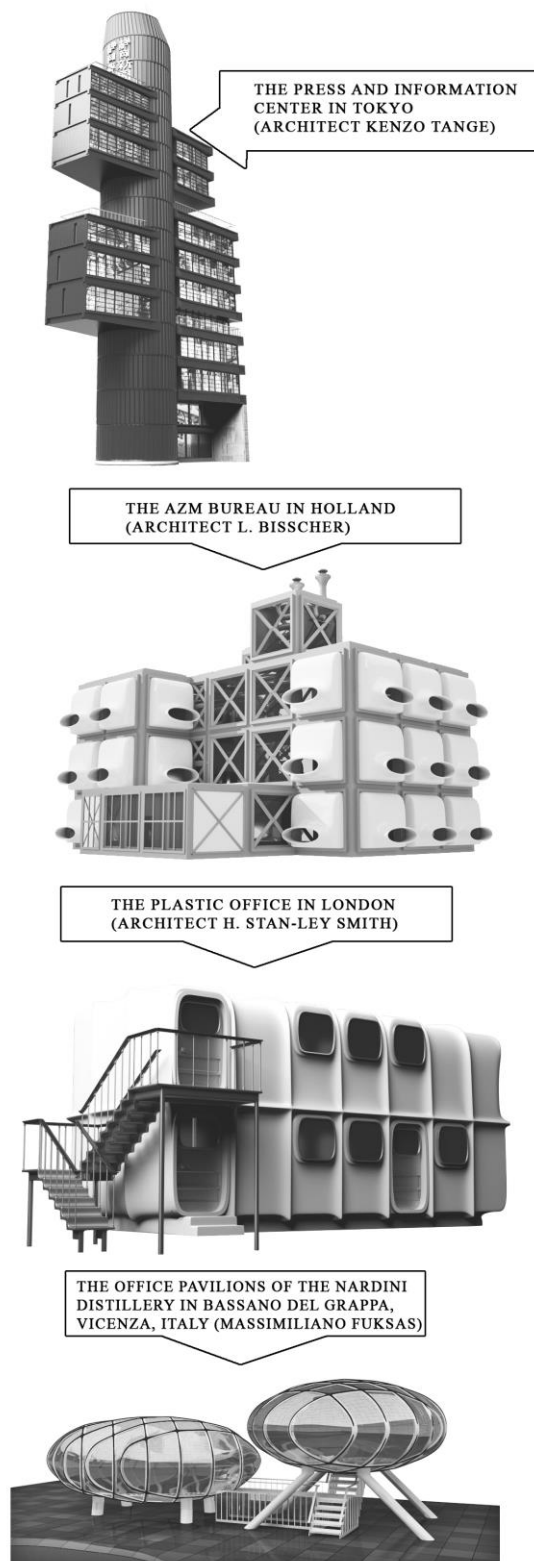 THE PRESS AND INFORMATION
CENTER IN TOKYO
(ARCHITECT KENZO TANGE)
THE AZM BUREAU IN HOLLAND
(ARCHITECT L. BISSCHER)
THE PLASTIC OFFICE IN LONDON
(ARCHITECT H. STAN-LEY SMITH)
THE OFFICE PAVILIONS OF THE NARDINI
DISTILLERY IN BASSANO DEL GRAPPA,
VICENZA, ITALY (MASSIMILIANO FUKSAS)